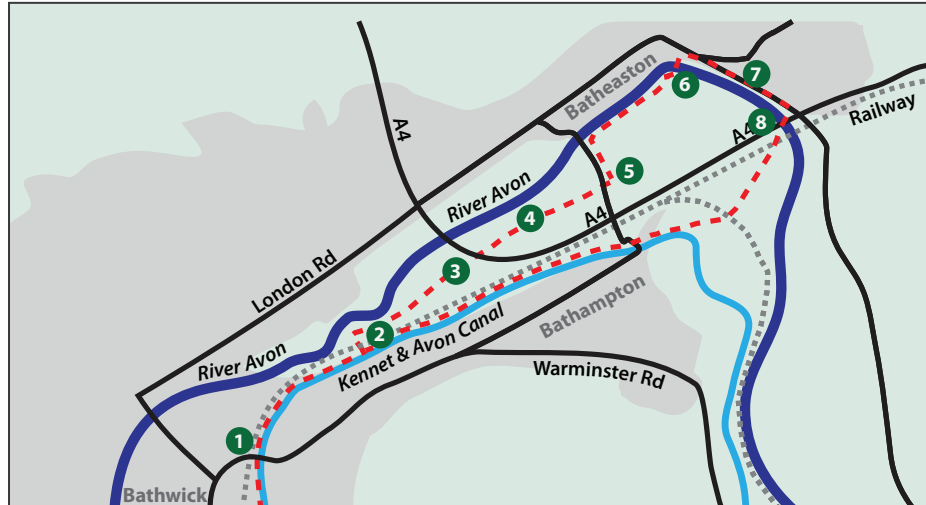 7
6
Batheaston
Railway
A4
8
A4
5
River Avon
4
A4
3
London Rd
Bathampton
2
Kennet & Avon Canal
River Avon
Warminster Rd
1
Bathwick